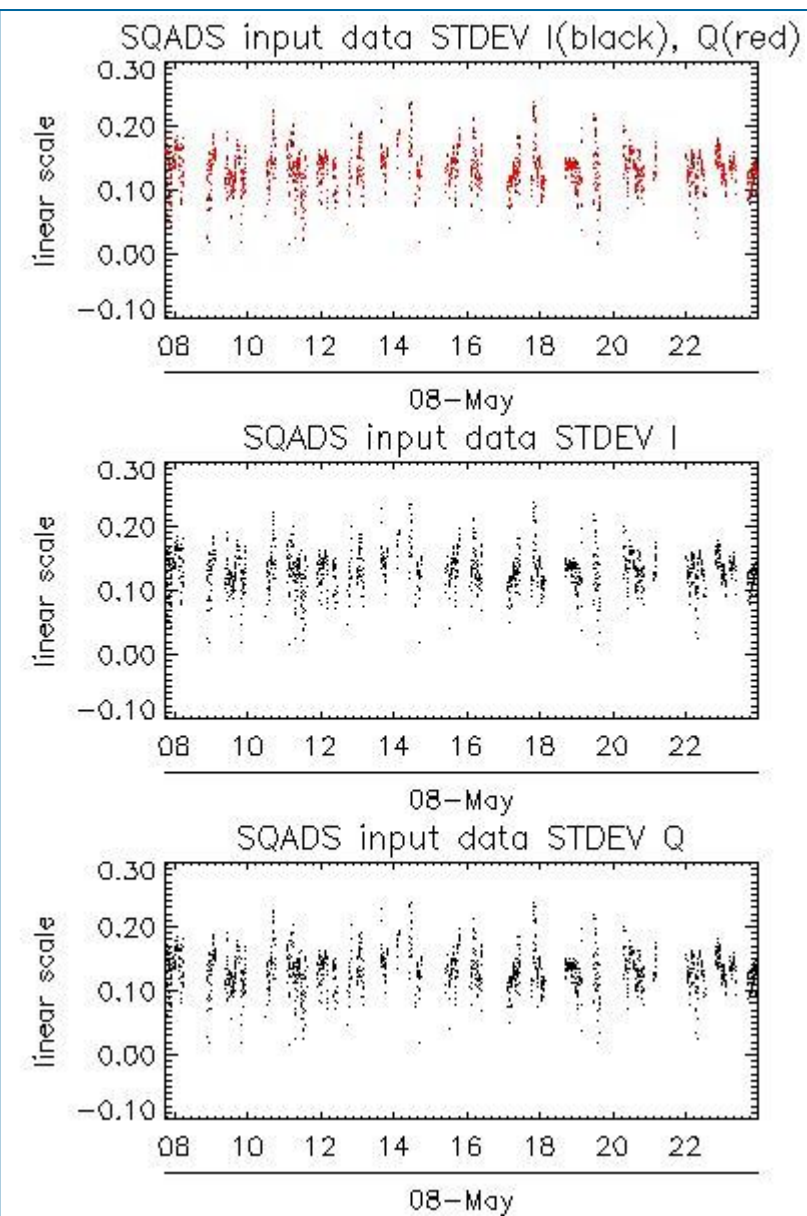 SQADS input data STDEV I(black), Q(red)
0.30
0.20
0.10
0.00
-0.10
linear scale
08 10 12 14 16 18 20 22
08-May
SQADS input data STDEV I
0.30
0.20
0.10
0.00
-0.10
linear scale
08 10 12 14 16 18 20 22
08-May
SQADS input data STDEV Q
0.30
0.20
0.10
0.00
-0.10
linear scale
08 10 12 14 16 18 20 22
08-May